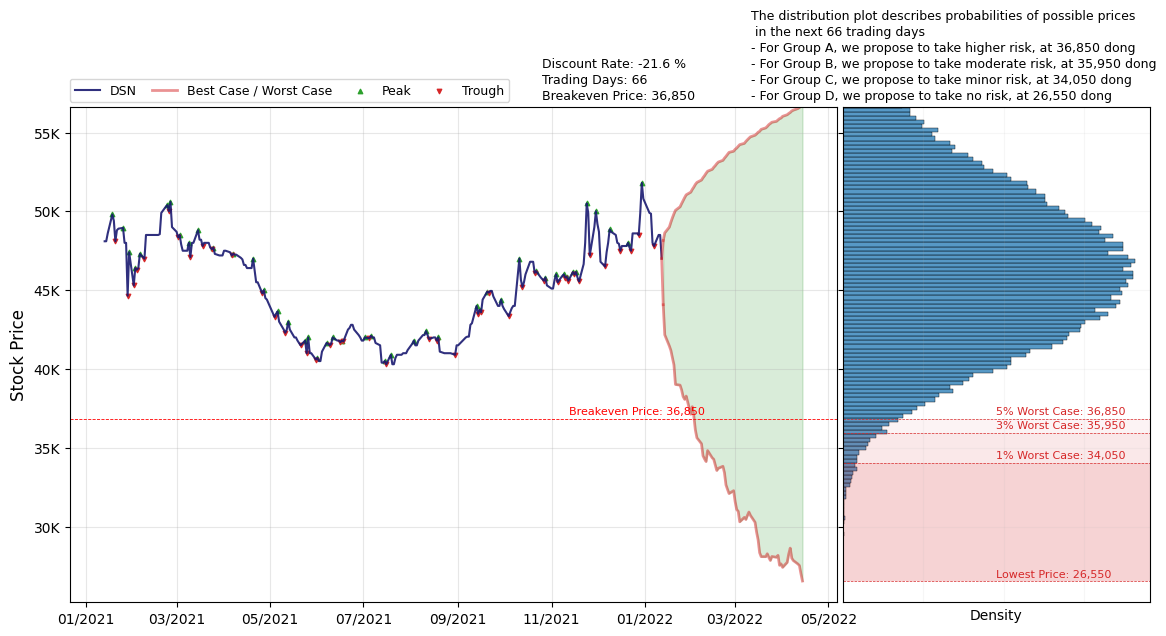 The distribution plot describes probabilities of possible prices
in the next 66 trading days
- For Group A, we propose to take higher risk, at 36,850 dong
- For Group B, we propose to take moderate risk, at 35,950 dong
- For Group C, we propose to take minor risk, at 34,050 dong
- For Group D, we propose to take no risk, at 26,550 dong
Discount Rate: -21.6 %
Trading Days: 66
Breakeven Price: 36,850
DSN Best Case / Worst Case Peak Trough
Stock Price
55K
50K
45K
40K
35K
30K
Breakeven Price: 36,850
5% Worst Case: 36,850
3% Worst Case: 35,950
1% Worst Case: 34,050
Lowest Price: 26,550
01/2021 03/2021 05/2021 07/2021 09/2021 11/2021 01/2022 03/2022 05/2022
Density